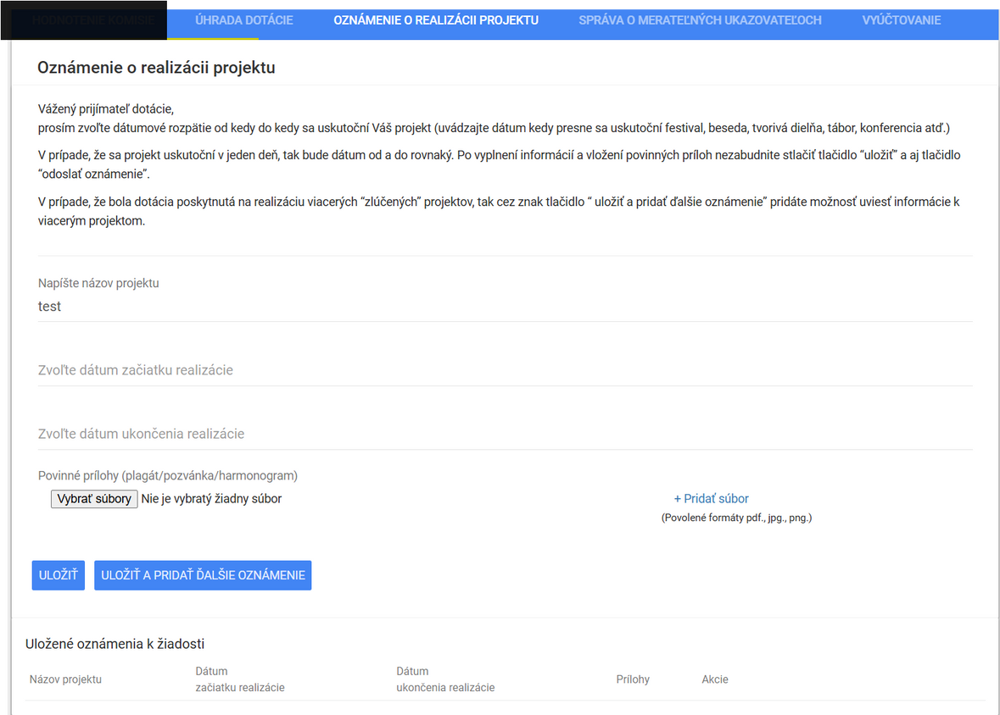 HODNOTENIE KOMISIE ÚHRADA DOTÁCIE OZNÁMENIE O REALIZÁCII PROJEKTU SPRÁVA O MERATEĽNÝCH UKAZOVATEĽOCH VYÚČTOVANIE
Oznámenie o realizácii projektu
Vážený prijímateľ dotácie,
prosím zvoľte dátumové rozpätie od kedy do kedy sa uskutoční Váš projekt (uvádzajte dátum kedy presne sa uskutoční festival, beseda, tvorivá dielňa, tábor, konferencia atď.)
V prípade, že sa projekt uskutoční v jeden deň, tak bude dátum od a do rovnaký. Po vyplnení informácií a vložení povinných príloh nezabudnite stlačiť tlačidlo “uložiť” a aj tlačidlo
“odoslať oznámenie”.
V prípade, že bola dotácia poskytnutá na realizáciu viacerých “zlúčených” projektov, tak cez znak tlačidlo “ uložiť a pridať ďalšie oznámenie” pridáte možnosť uviesť informácie k
viacerým projektom.
Napíšte názov projektu
test
Zvoľte dátum začiatku realizácie
Zvoľte dátum ukončenia realizácie
Povinné prílohy (plagát/pozvánka/harmonogram)
Vybrať súbory Nie je vybratý žiadny súbor + Pridať súbor
(Povolené formáty pdf., jpg., png.)
ULOŽIŤ ULOŽIŤ A PRIDAŤ ĎALŠIE OZNÁMENIE
Uložené oznámenia k žiadosti
Názov projektu Dátum začiatku realizácie Dátum ukončenia realizácie Prílohy Akcie